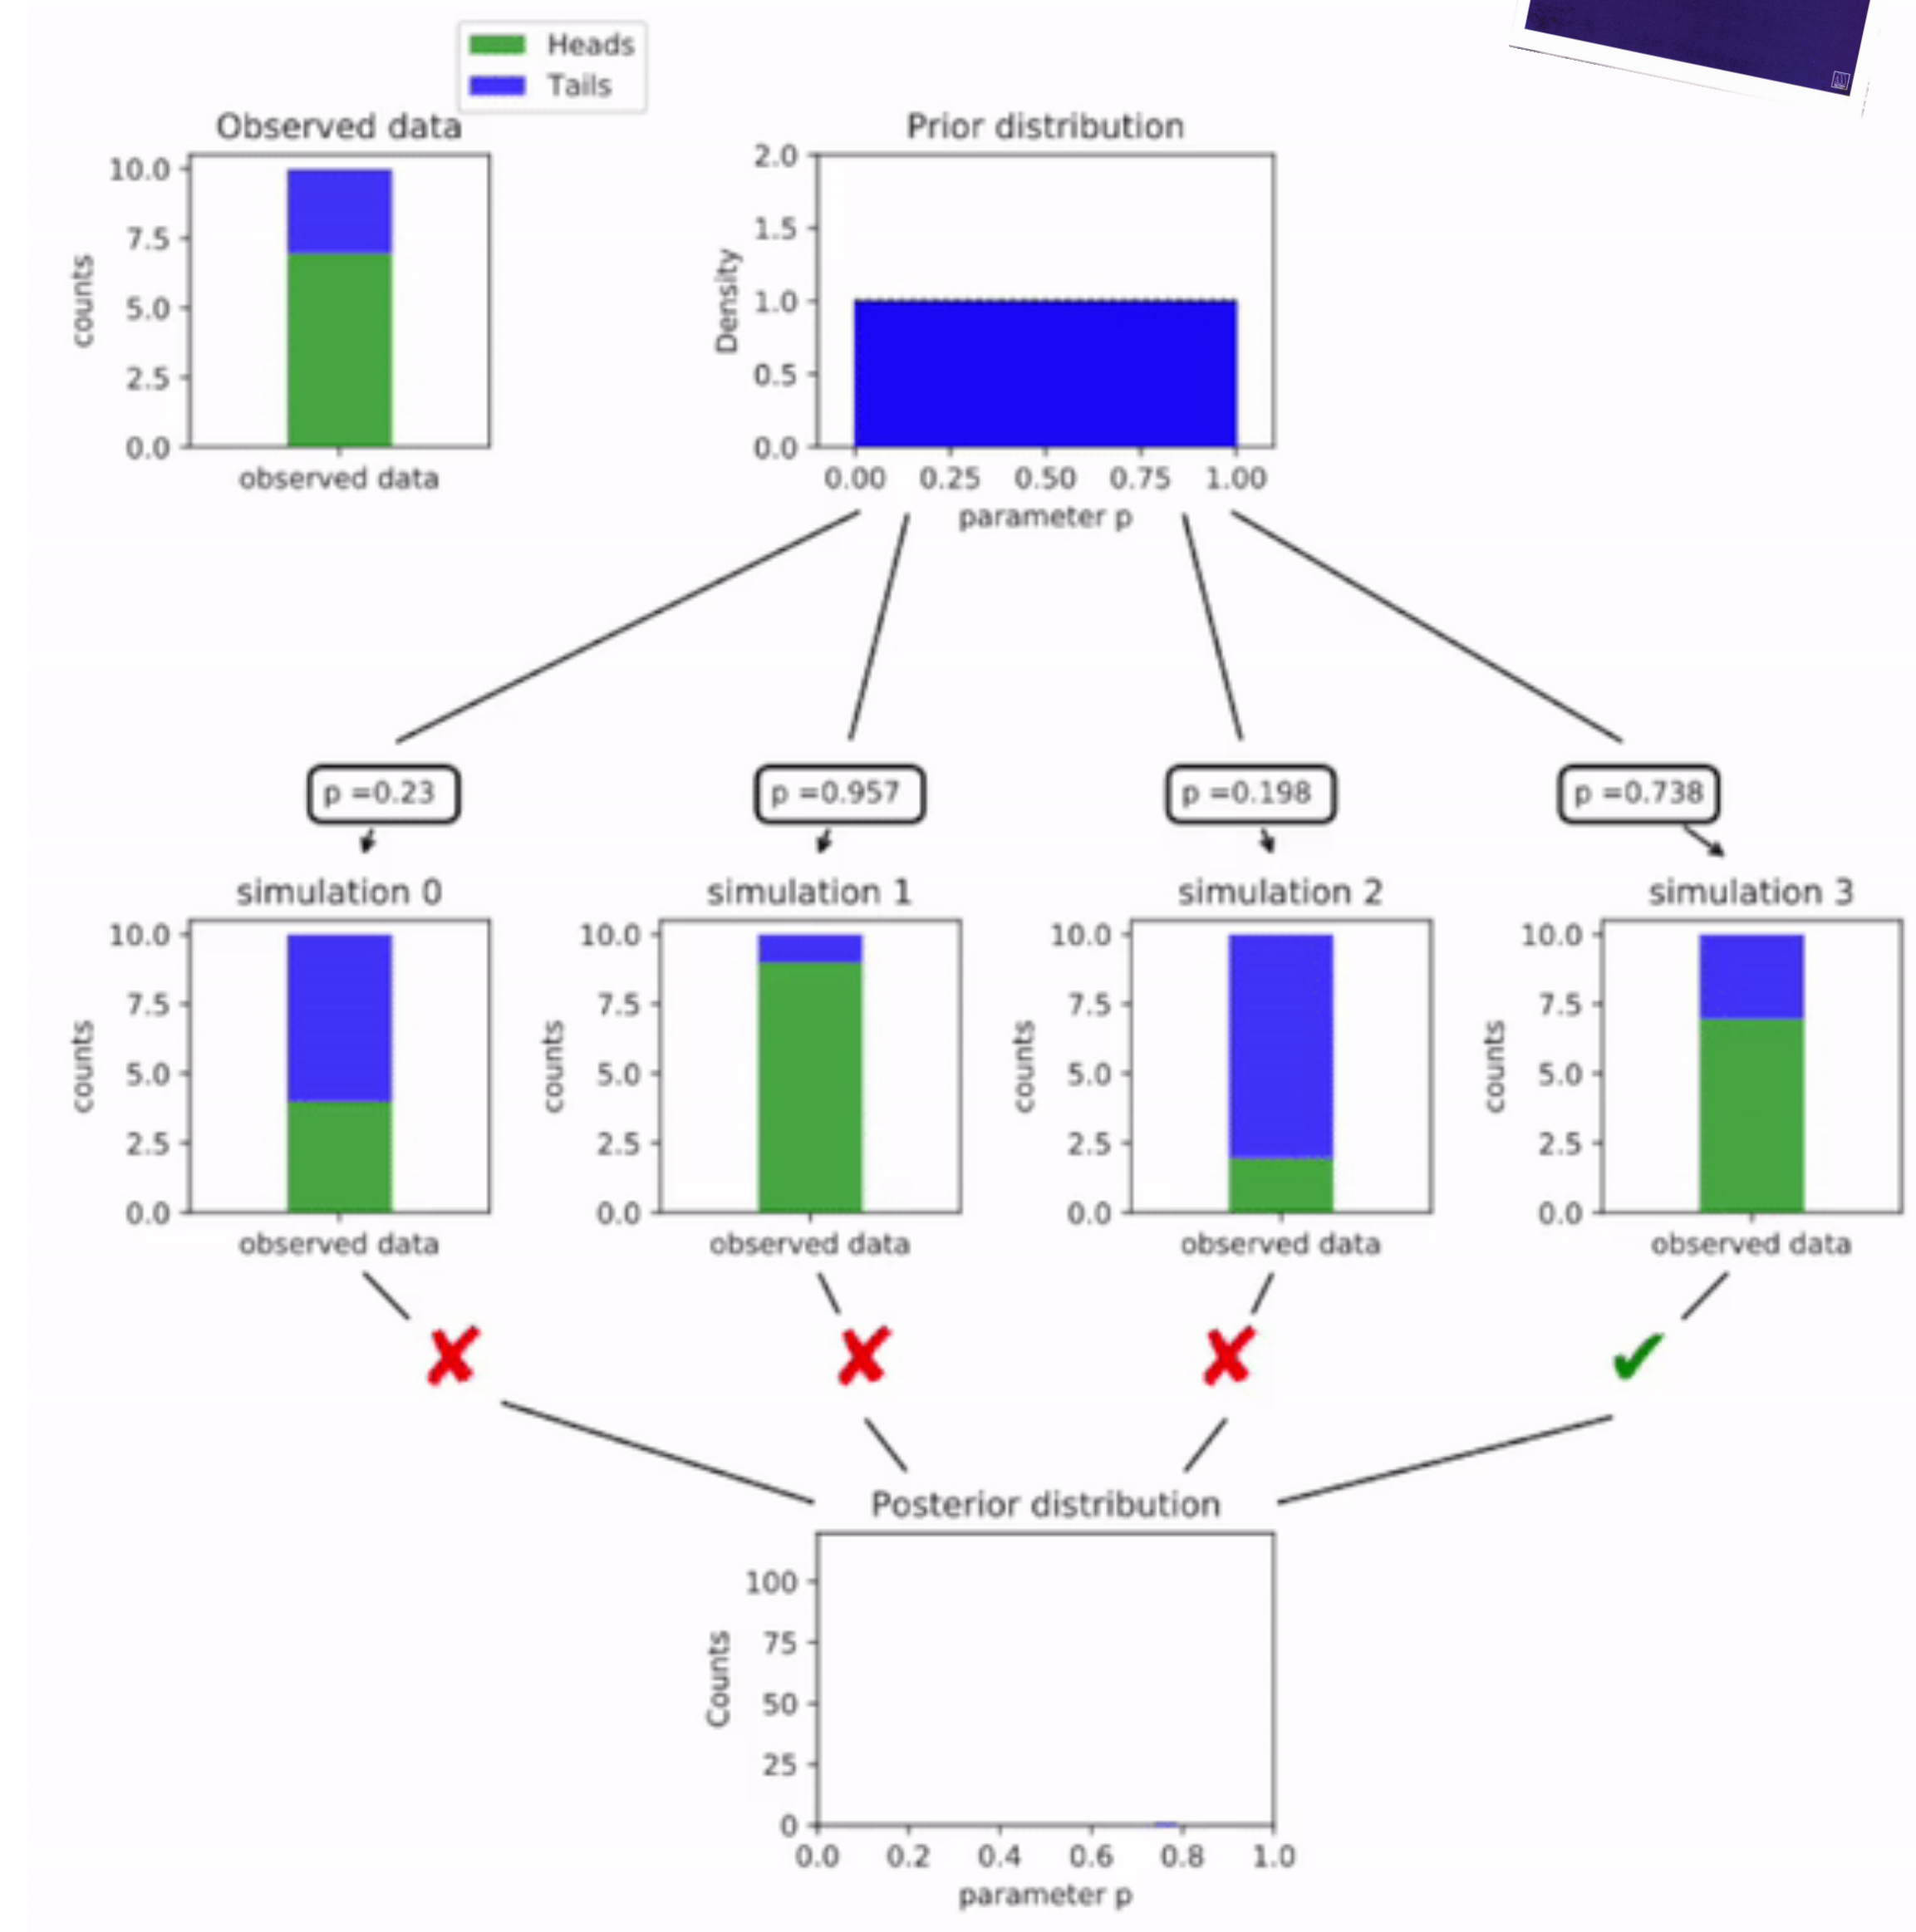 Heads
Tails
Observed data
10.0
7.5
5.0
2.5
0.0
counts
observed data
Prior distribution
2.0
1.5
1.0
0.5
0.0
Density
0.00 0.25 0.50 0.75 1.00
parameter p
p =0.23
p =0.957
p =0.198
p =0.738
simulation 0
10.0
7.5
5.0
2.5
0.0
counts
observed data
simulation 1
10.0
7.5
5.0
2.5
0.0
counts
observed data
simulation 2
10.0
7.5
5.0
2.5
0.0
counts
observed data
simulation 3
10.0
7.5
5.0
2.5
0.0
counts
observed data
Posterior distribution
100
75
50
25
0
Counts
0.0 0.2 0.4 0.6 0.8 1.0
parameter p